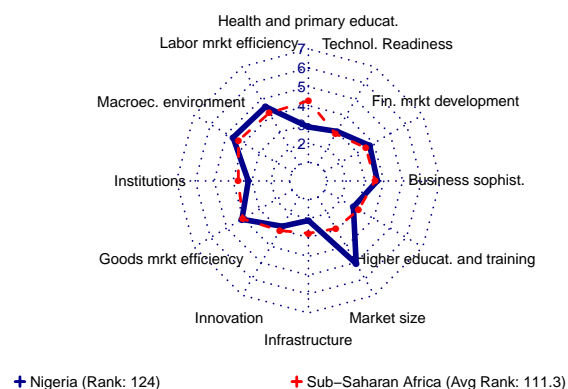 Health and primary educat.
Labor mrkt efficiency
Technol. Readiness
7
6
5
4
3
2
Macroec. environment
Fin. mrkt development
Institutions
Business sophist.
Goods mrkt efficiency
Higher educat. and training
Innovation
Market size
Infrastructure
Nigeria (Rank: 124)
Sub−Saharan Africa (Avg Rank: 111.3)